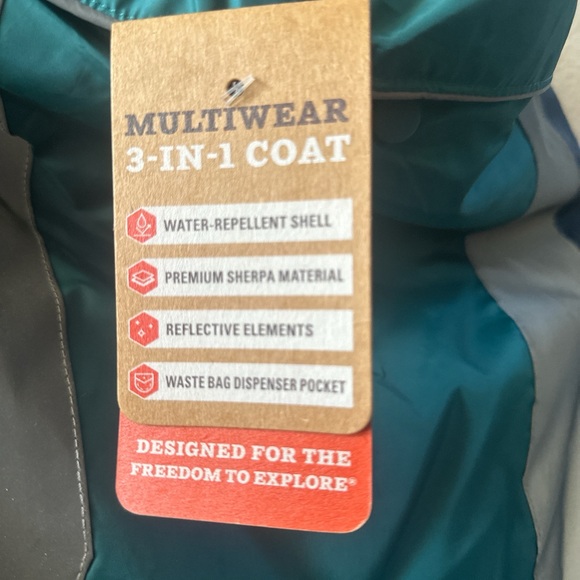 MULTIWEAR
3-IN-1 COAT
WATER-REPELLENT SHELL
PREMIUM SHERPA MATERIAL
REFLECTIVE ELEMENTS
WASTE BAG DISPENSER POCKET
DESIGNED FOR THE
FREEDOM TO EXPLORE®